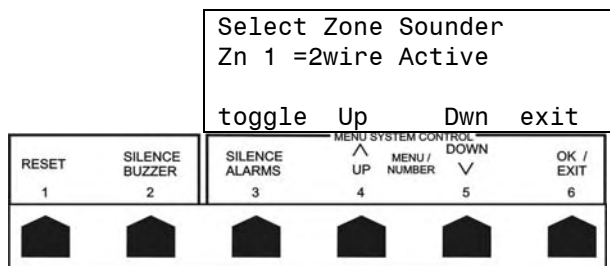 Select Zone Sounder
Zn 1 =2wire Active
toggle Up Dwn exit
MENU SYSTEM CONTROL
RESET
1
SILENCE
BUZZER
2
SILENCE
ALARMS
3
UP
4
MENU /
NUMBER
DOWN
5
OK /
EXIT
6